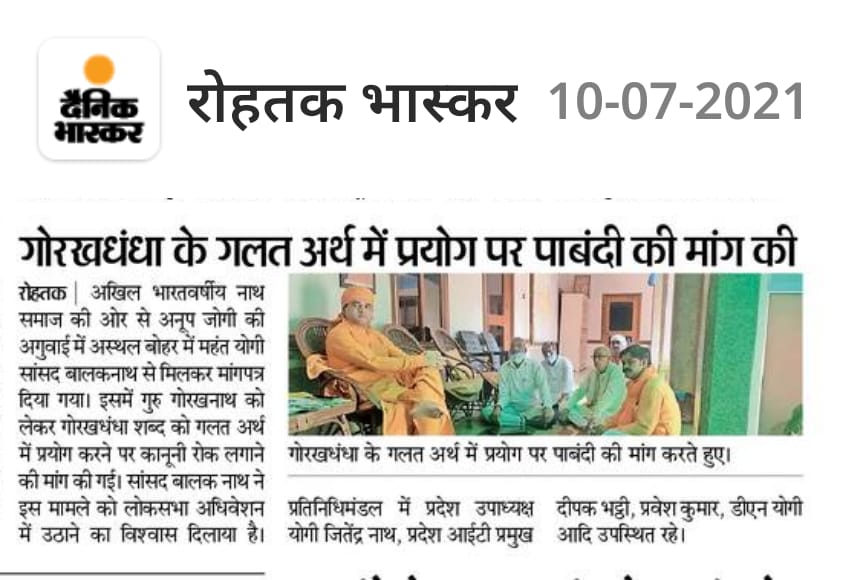 दैनिक
भास्कर
रोहतक भास्कर 10-07-2021
गोरखधंधा के गलत अर्थ में प्रयोग पर पाबंदी की मांग की
रोहतक | अखिल भारतवर्षीय नाथ
समाज की ओर से अनूप जोगी की
अगुवाई में अस्थल बोहर में महंत योगी
सांसद बालकनाथ से मिलकर मांगपत्र
दिया गया। इसमें गुरु गोरखनाथ को
लेकर गोरखधंधा शब्द को गलत अर्थ
में प्रयोग करने पर कानूनी रोक लगाने
की मांग की गई। सांसद बालक नाथ ने
इस मामले को लोकसभा अधिवेशन
में उठाने का विश्वास दिलाया है।
गोरखधंधा के गलत अर्थ में प्रयोग पर पाबंदी की मांग करते हुए।
प्रतिनिधिमंडल में प्रदेश उपाध्यक्ष
योगी जितेंद्र नाथ, प्रदेश आईटी प्रमुख
दीपक भट्टी, प्रवेश कुमार, डीएन योगी
आदि उपस्थित रहे।